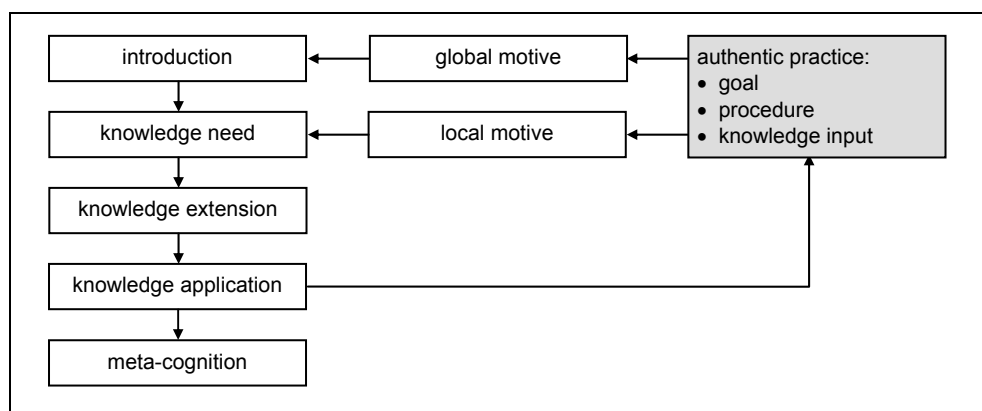 introduction
global motive
authentic practice:
• goal
• procedure
• knowledge input
knowledge need
local motive
knowledge extension
knowledge application
meta-cognition